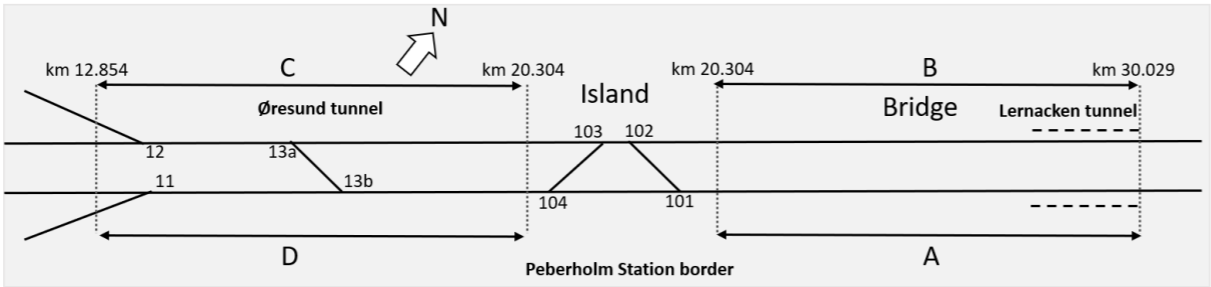 N
km 12.854
C
km 20.304
Island
km 20.304
B
km 30.029
Øresund tunnel
Bridge
Lernacken tunnel
103
102
12
13a
11
13b
104
101
D
Peberholm Station border
A